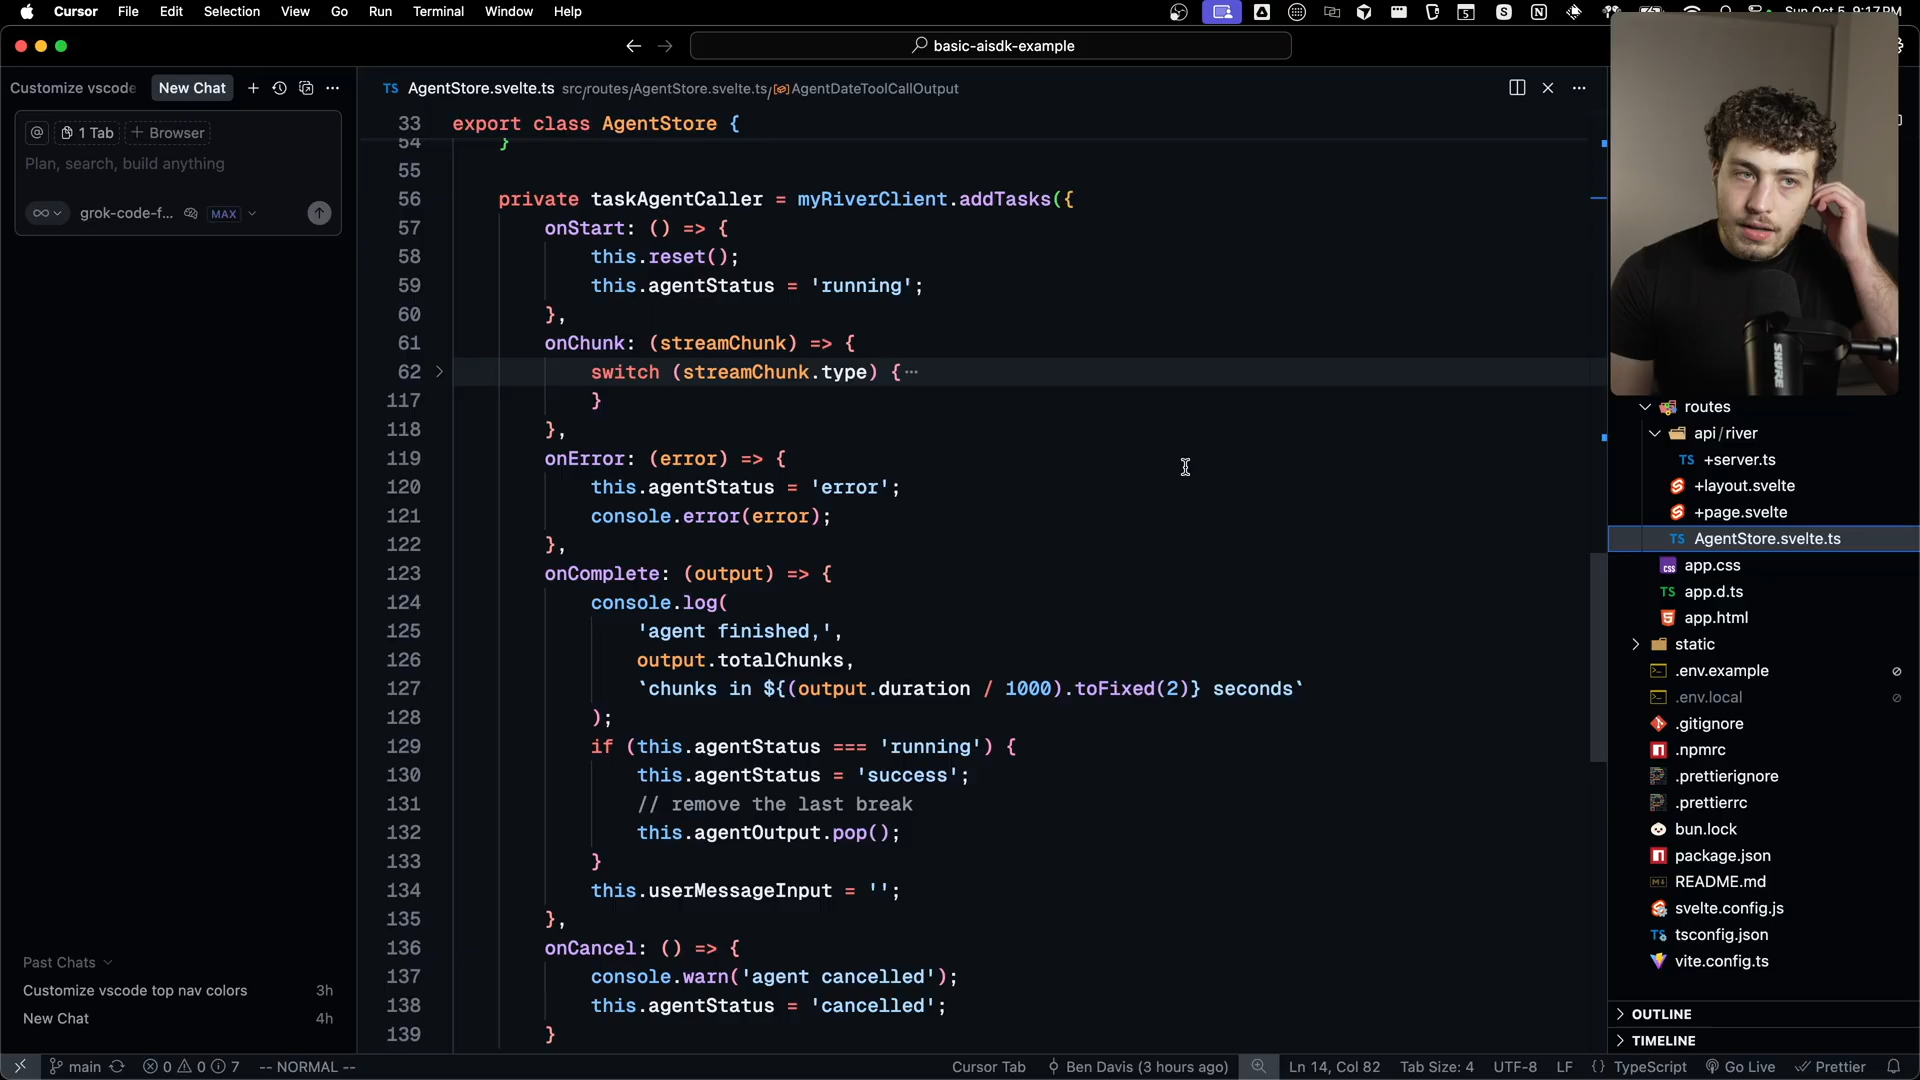 Cursor File Edit Selection View Go Run Terminal Window Help
basic-aisdk-example
Customize vscode New Chat
TS AgentStore.svelte.ts src/routes/AgentStore.svelte.ts/ AgentDateToolCallOutput
@ 1 Tab + Browser
Plan, search, build anything
∞ grok-code-f... MAX
33 export class AgentStore {
54 }
55
56 private taskAgentCaller = myRiverClient.addTasks({
57 onStart: () => {
58 this.reset();
59 this.agentStatus = 'running';
60 },
61 onChunk: (streamChunk) => {
62 switch (streamChunk.type) {···
117 }
118 },
119 onError: (error) => {
120 this.agentStatus = 'error';
121 console.error(error);
122 },
123 onComplete: (output) => {
124 console.log(
125 'agent finished,',
126 output.totalChunks,
127 `chunks in ${(output.duration / 1000).toFixed(2)} seconds`
128 );
129 if (this.agentStatus === 'running') {
130 this.agentStatus = 'success';
131 // remove the last break
132 this.agentOutput.pop();
133 }
134 this.userMessageInput = '';
135 },
136 onCancel: () => {
137 console.warn('agent cancelled');
138 this.agentStatus = 'cancelled';
139 }
Past Chats
Customize vscode top nav colors 3h
New Chat 4h
SHURE
routes
api/river
TS +server.ts
+layout.svelte
+page.svelte
TS AgentStore.svelte.ts
css app.css
TS app.d.ts
app.html
static
.env.example
.env.local
.gitignore
.npmrc
.prettierignore
.prettierrc
bun.lock
package.json
README.md
svelte.config.js
TS tsconfig.json
vite.config.ts
OUTLINE
TIMELINE
main 0 0 7 -- NORMAL -- Cursor Tab Ben Davis (3 hours ago) Ln 14, Col 82 Tab Size: 4 UTF-8 LF {} TypeScript Go Live Prettier